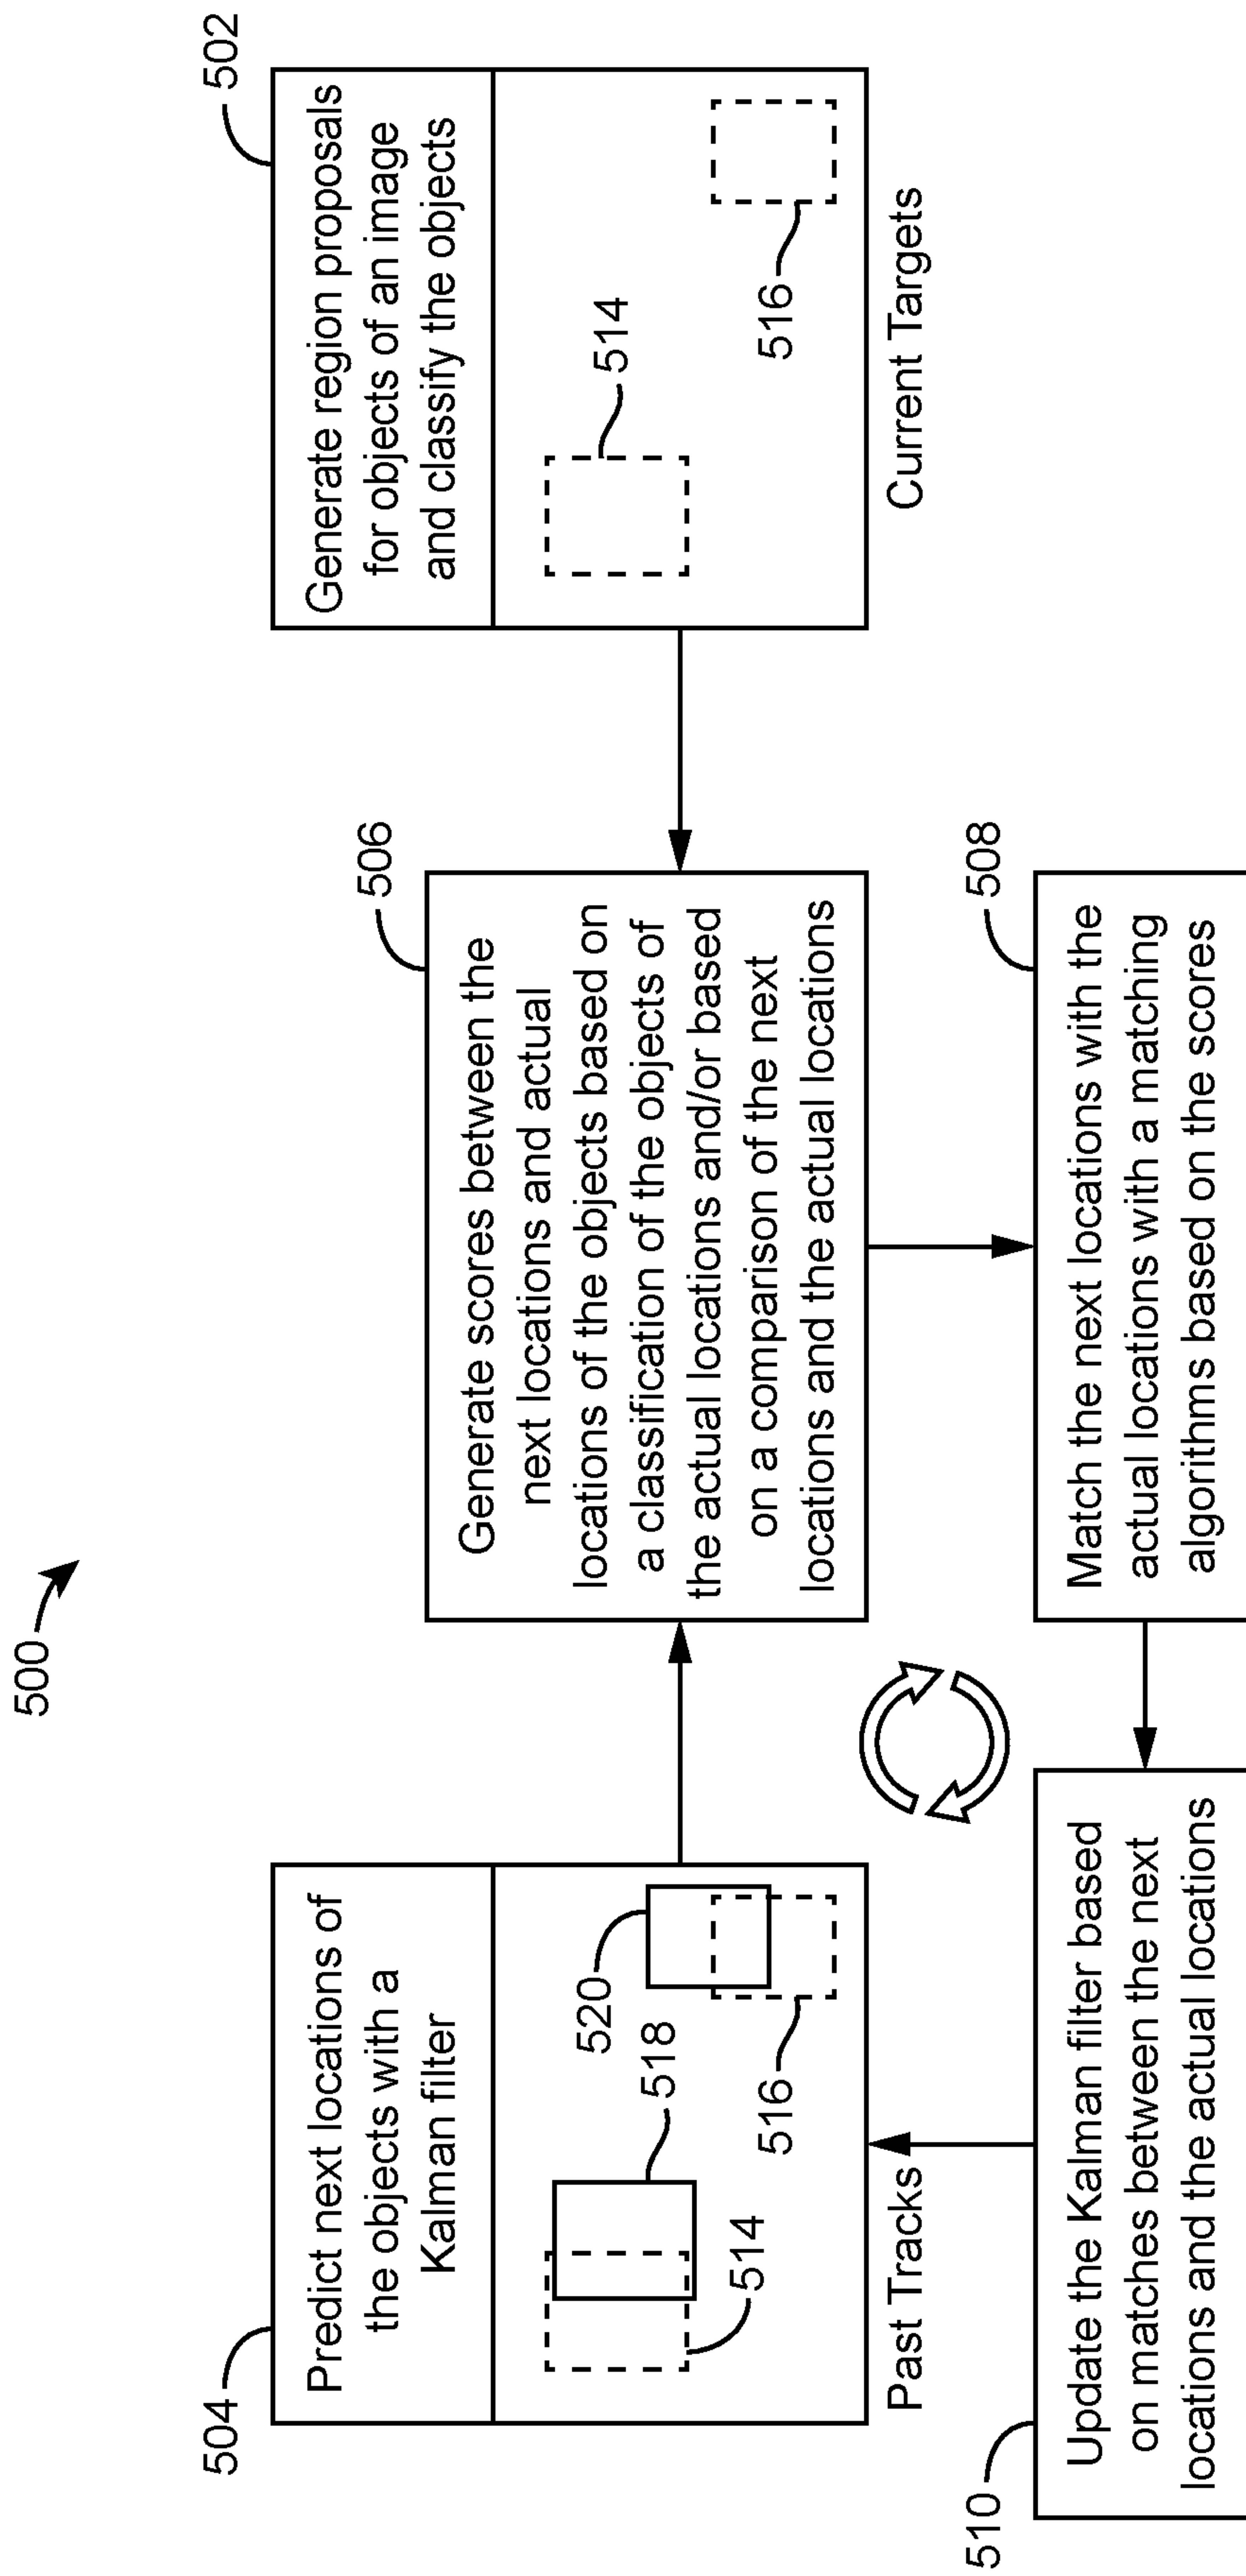 500
504
Predict next locations of
the objects with a
Kalman filter
520
518
514
516
Past Tracks
506
Generate scores between the
next locations and actual
locations of the objects based on
a classification of the objects of
the actual locations and/or based
on a comparison of the next
locations and the actual locations
502
Generate region proposals
for objects of an image
and classify the objects
514
516
Current Targets
510
Update the Kalman filter based
on matches between the next
locations and the actual locations
508
Match the next locations with the
actual locations with a matching
algorithms based on the scores